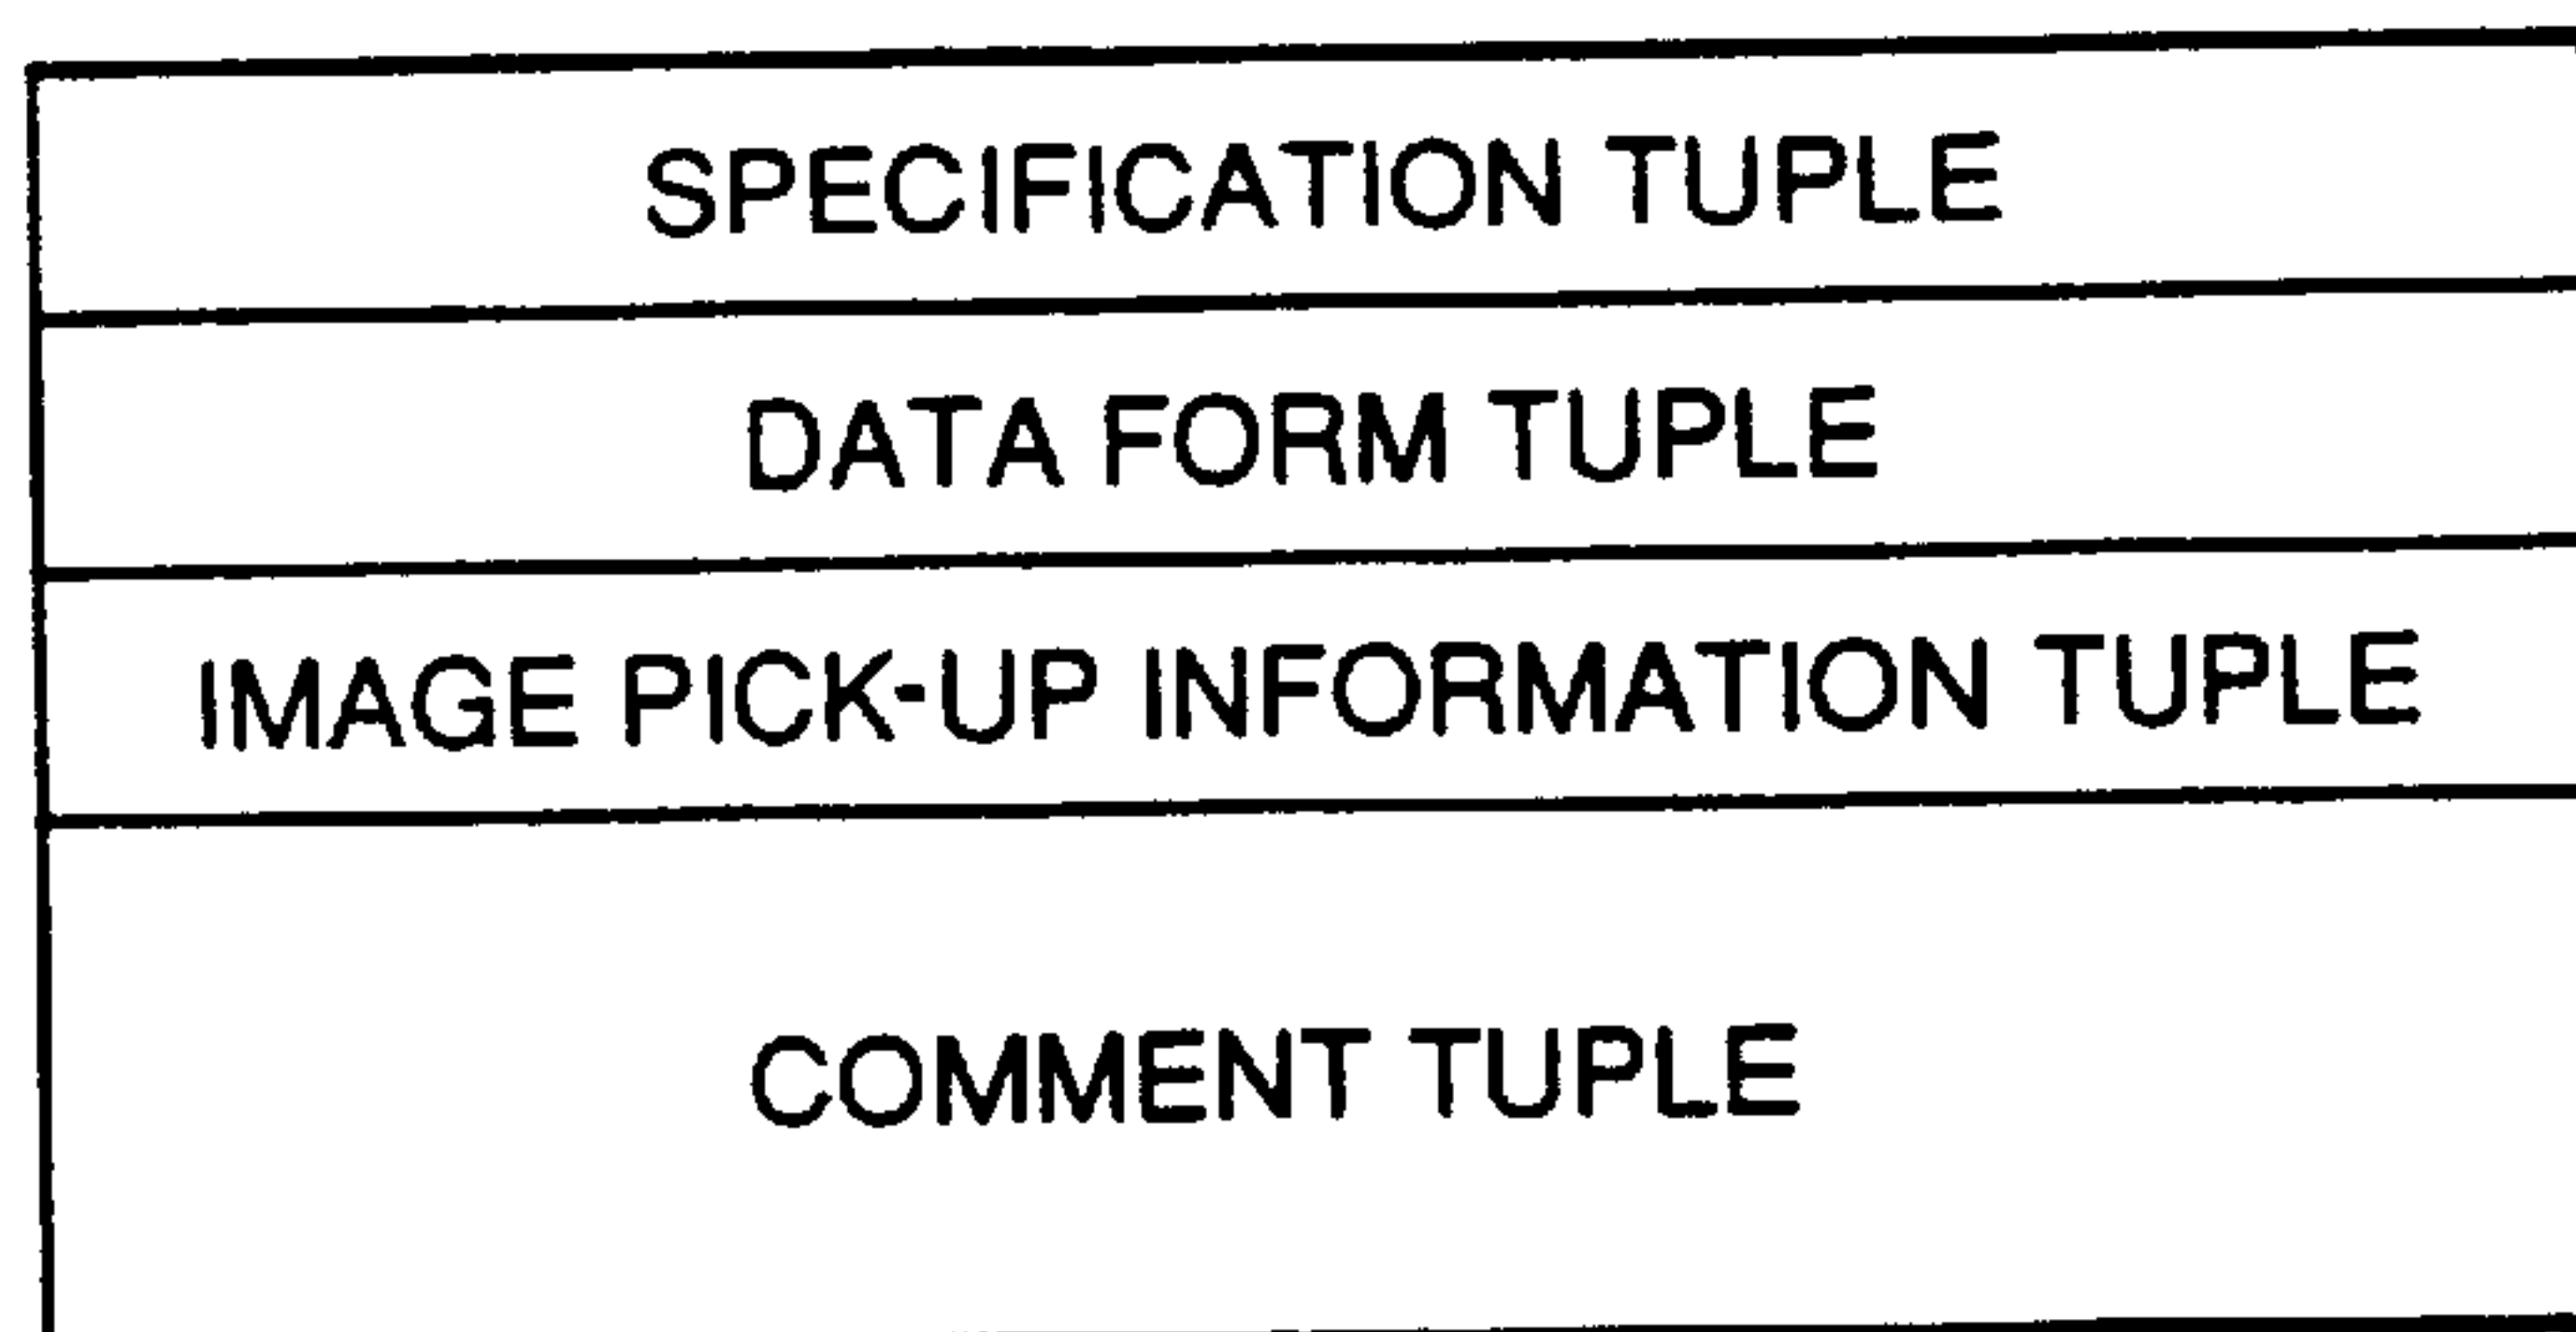 SPECIFICATION TUPLE
DATA FORM TUPLE
IMAGE PICK-UP INFORMATION TUPLE
COMMENT TUPLE